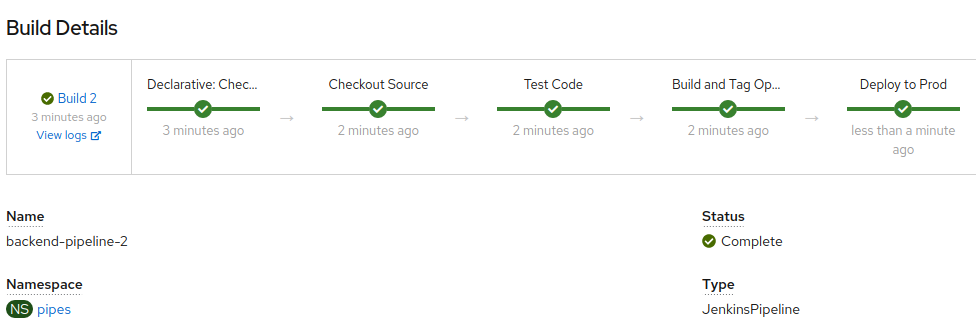 Build Details
Build 2
3 minutes ago
View logs
Declarative: Chec...
3 minutes ago
Checkout Source
2 minutes ago
Test Code
2 minutes ago
Build and Tag Op...
2 minutes ago
Deploy to Prod
less than a minute
ago
Name
backend-pipeline-2
Status
Complete
Namespace
NS pipes
Type
JenkinsPipeline